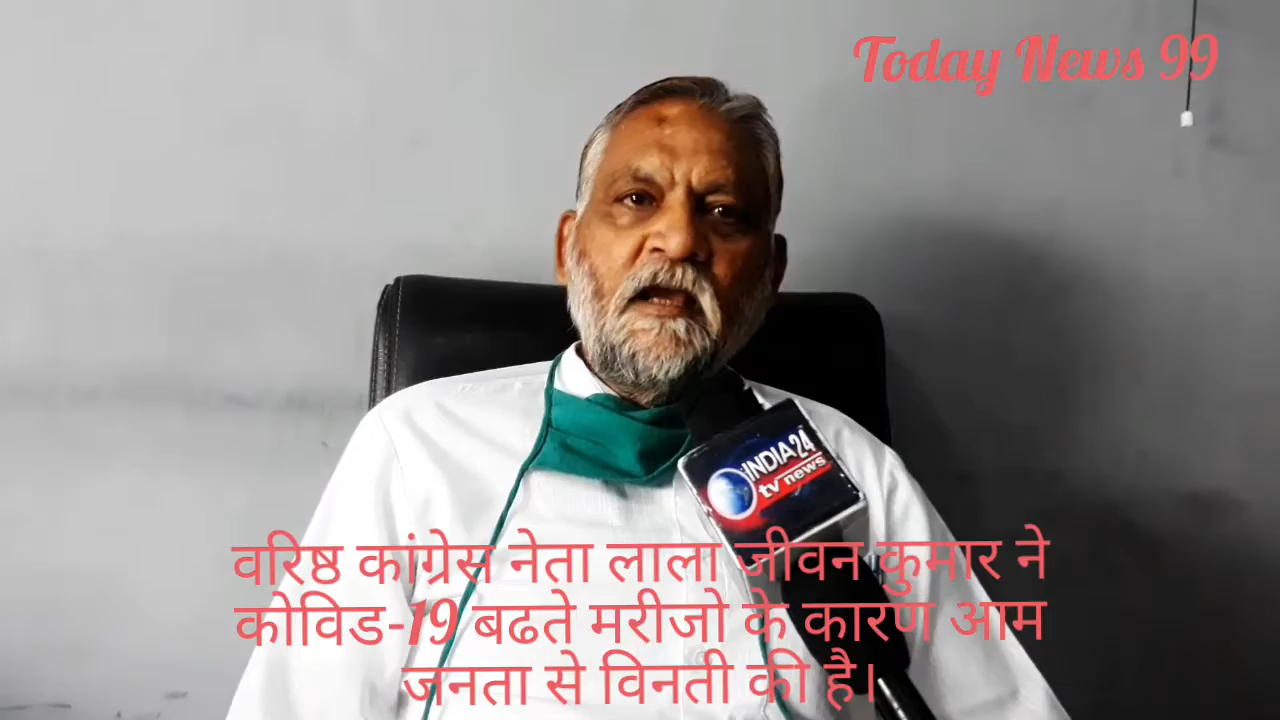 Today News 99
INDIA24
tv news
वरिष्ठ कांग्रेस नेता लाला जीवन कुमार ने
कोविड-19 बढते मरीजो के कारण आम
जनता से विनती की है।